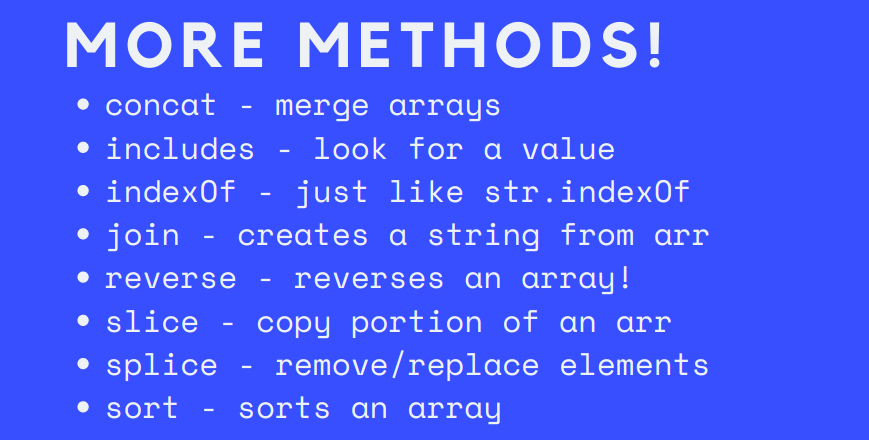 MORE METHODS!
• concat - merge arrays
• includes - look for a value
• indexOf - just like str.indexOf
• join - creates a string from arr
• reverse - reverses an array!
• slice - copy portion of an arr
• splice - remove/replace elements
• sort - sorts an array